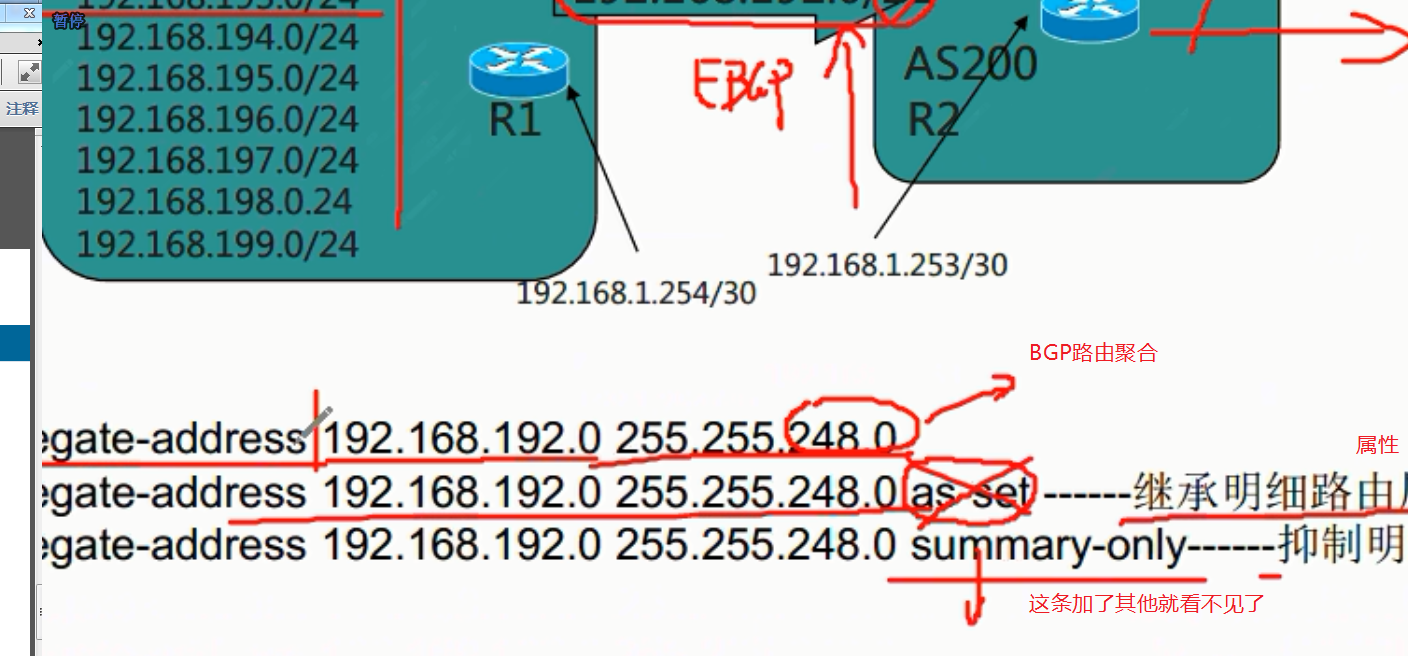 暂停
192.168.193.0/24
192.168.192.0/
192.168.194.0/24
192.168.195.0/24
注释
192.168.196.0/24
192.168.197.0/24
192.168.198.0.24
192.168.199.0/24
R1
EBGP
AS200
R2
192.168.1.254/30
192.168.1.253/30
BGP路由聚合
egate-address 192.168.192.0 255.255.248.0
属性
egate-address 192.168.192.0 255.255.248.0 as-set ------继承明细路由
egate-address 192.168.192.0 255.255.248.0 summary-only------抑制明
这条加了其他就看不见了